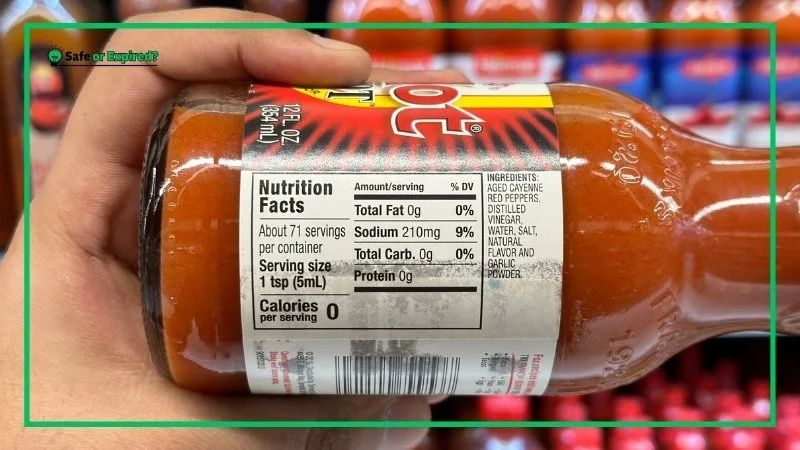 Safe or Expired?
ot®
T™
12 FL OZ
(354 mL)
Nutrition
Facts
About 71 servings
per container
Serving size
1 tsp (5mL)
Calories
per serving 0
Amount/serving % DV
Total Fat 0g 0%
Sodium 210mg 9%
Total Carb. 0g 0%
Protein 0g
INGREDIENTS:
AGED CAYENNE
RED PEPPERS,
DISTILLED
VINEGAR,
WATER, SALT,
NATURAL
FLAVOR AND
GARLIC
POWDER.